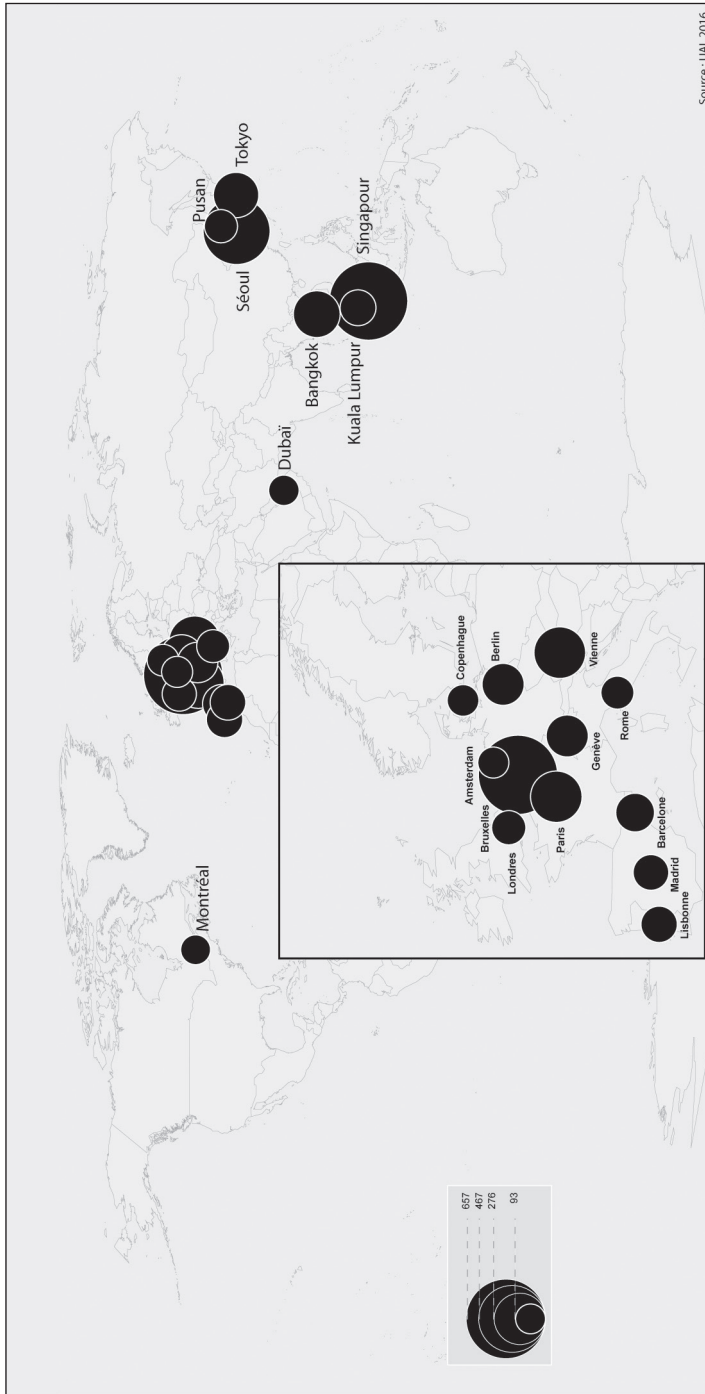 Montréal
Dubaï
Bangkok
Kuala Lumpur
Singapour
Séoul
Pusan
Tokyo
Copenhague
Berlin
Amsterdam
Bruxelles
Londres
Paris
Genève
Vienne
Rome
Barcelone
Madrid
Lisbonne
657
467
276
93
Source : UAI, 2016